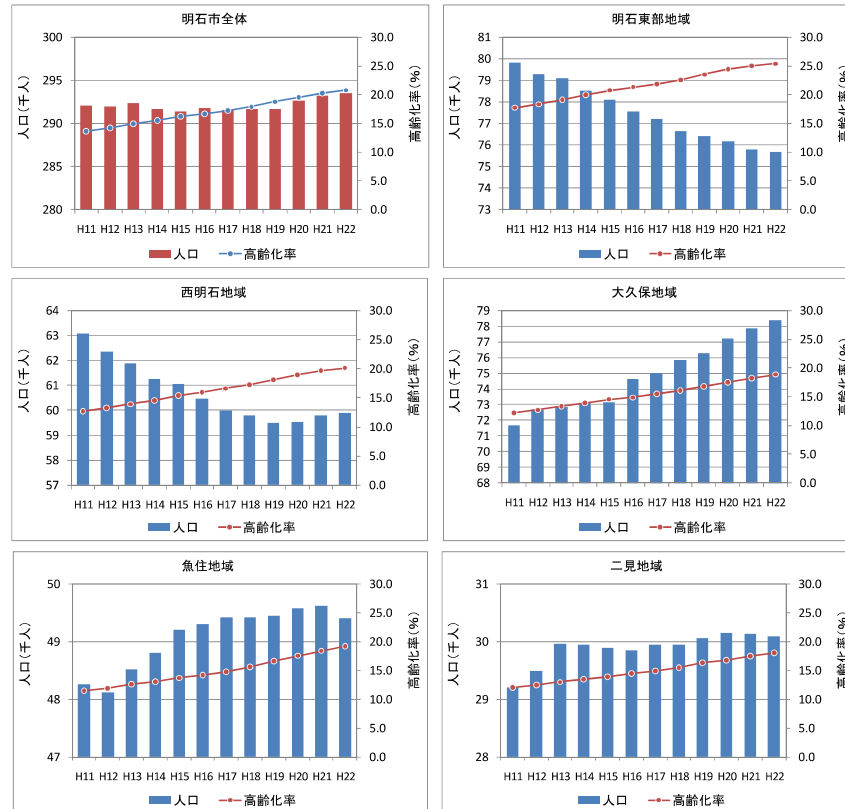 明石市全体
人口(千人)
300
295
290
285
280
30.0
25.0
20.0
15.0
10.0
5.0
0.0
高齢化率(%)
H11 H12 H13 H14 H15 H16 H17 H18 H19 H20 H21 H22
人口 高齢化率
明石東部地域
人口(千人)
81
80
79
78
77
76
75
74
73
30.0
25.0
20.0
15.0
10.0
5.0
0.0
高齢化率(%)
H11 H12 H13 H14 H15 H16 H17 H18 H19 H20 H21 H22
人口 高齢化率
西明石地域
人口(千人)
64
63
62
61
60
59
58
57
30.0
25.0
20.0
15.0
10.0
5.0
0.0
高齢化率(%)
H11 H12 H13 H14 H15 H16 H17 H18 H19 H20 H21 H22
人口 高齢化率
大久保地域
人口(千人)
79
78
77
76
75
74
73
72
71
70
69
68
30.0
25.0
20.0
15.0
10.0
5.0
0.0
高齢化率(%)
H11 H12 H13 H14 H15 H16 H17 H18 H19 H20 H21 H22
人口 高齢化率
魚住地域
人口(千人)
50
49
48
47
30.0
25.0
20.0
15.0
10.0
5.0
0.0
高齢化率(%)
H11 H12 H13 H14 H15 H16 H17 H18 H19 H20 H21 H22
人口 高齢化率
二見地域
人口(千人)
31
30
29
28
30.0
25.0
20.0
15.0
10.0
5.0
0.0
高齢化率(%)
H11 H12 H13 H14 H15 H16 H17 H18 H19 H20 H21 H22
人口 高齢化率